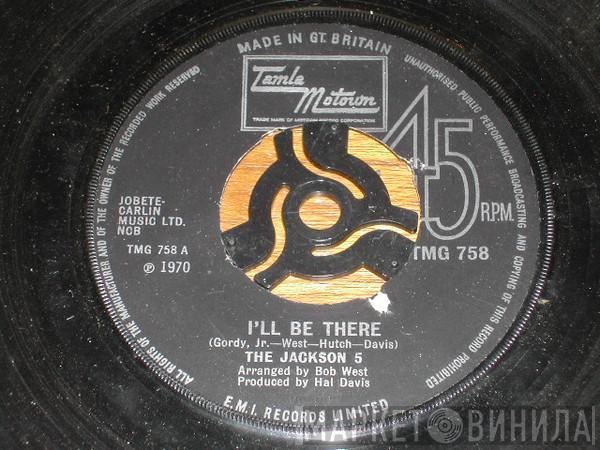 MADE IN GT. BRITAIN
ALL RIGHTS OF THE MANUFACTURER AND OF THE OWNER OF THE RECORDED WORK RESERVED
UNAUTHORISED PUBLIC PERFORMANCE BROADCASTING AND COPYING OF THIS RECORD PROHIBITED
Tamla
Motown
TRADE MARK OF MOTOWN RECORD CORPORATION
45
R.P.M.
JOBETE-
CARLIN
MUSIC LTD.
NCB
TMG 758 A
℗ 1970
TMG 758
I'LL BE THERE
(Gordy, Jr.—West—Hutch—Davis)
THE JACKSON 5
Arranged by Bob West
Produced by Hal Davis
E.M.I. RECORDS LIMITED
МАРКЕТ ВИНИЛА